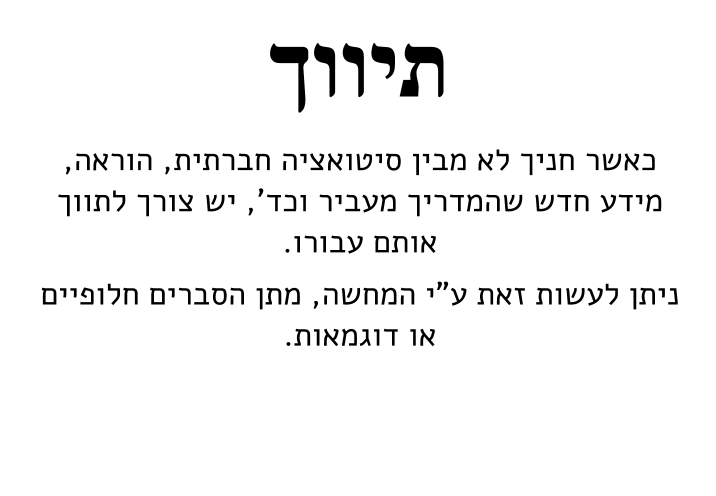 תיווך
כאשר חניך לא מבין סיטואציה חברתית, הוראה,
מידע חדש שהמדריך מעביר וכד', יש צורך לתווך
אותם עבורו.
ניתן לעשות זאת ע"י המחשה, מתן הסברים חלופיים
או דוגמאות.